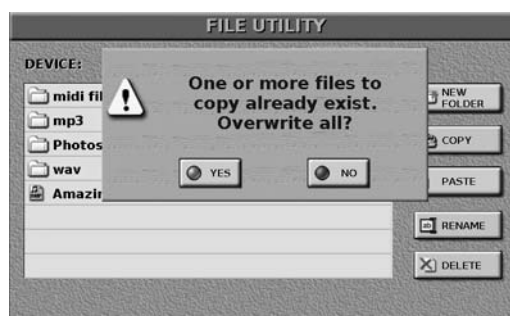 FILE UTILITY
DEVICE:
One or more files to
copy already exist.
Overwrite all?
YES
NO
midi fil
mp3
Photos
wav
Amazin
NEW
FOLDER
COPY
PASTE
RENAME
DELETE